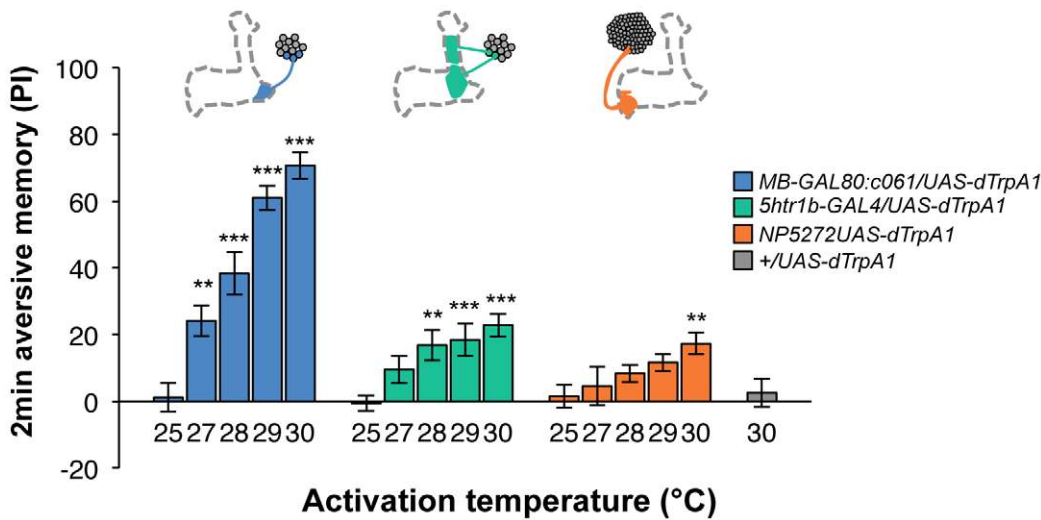 100
80
60
40
20
0
-20
2min aversive memory (PI)
**
***
***
***
**
***
***
**
25 27 28 29 30
25 27 28 29 30
25 27 28 29 30
30
Activation temperature (°C)
MB-GAL80:c061/UAS-dTrpA1
5htr1b-GAL4/UAS-dTrpA1
NP5272UAS-dTrpA1
+/UAS-dTrpA1